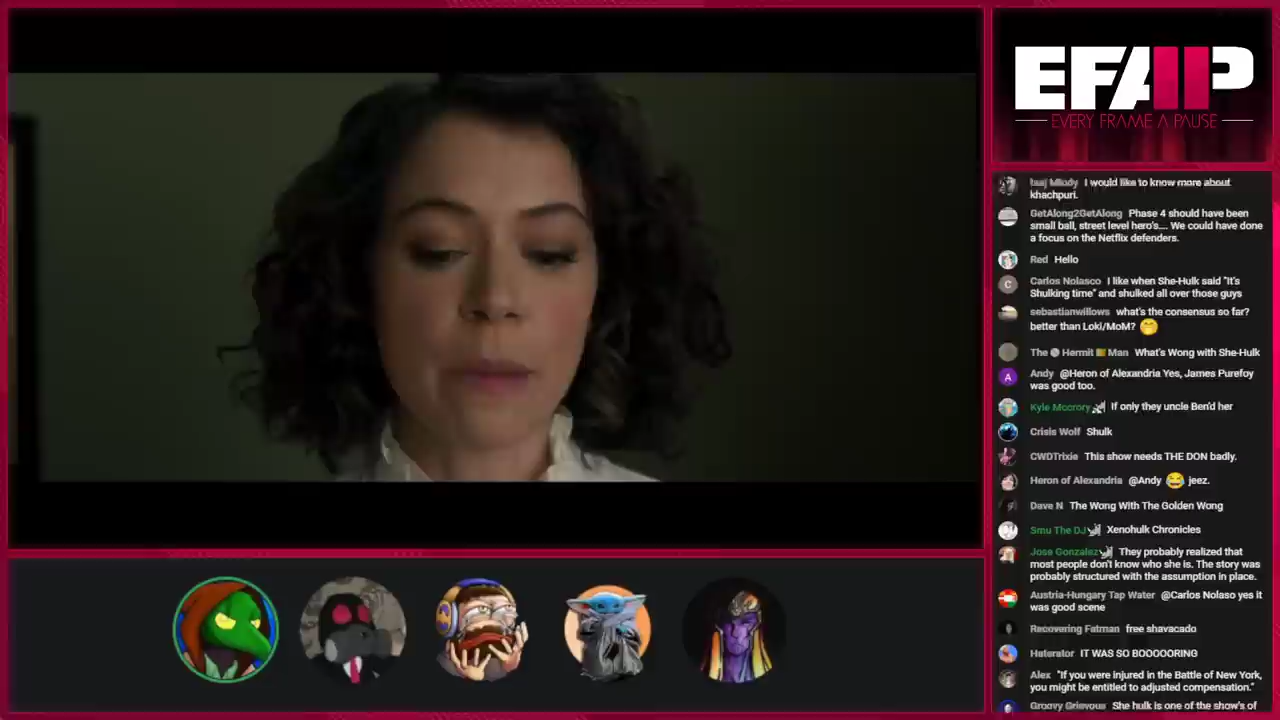 EFAP
EVERY FRAME A PAUSE
I would like to know more about
khachpuri.
GetAlong2GetAlong Phase 4 should have been
small ball, street level hero's.... We could have done
a focus on the Netflix defenders.
Red Hello
Carlos Nolasco I like when She-Hulk said "It's
Shulking time" and shulked all over those guys
sebastianwillows what's the consensus so far?
better than Loki/MoM?
The Hermit Man What's Wong with She-Hulk
Andy @Heron of Alexandria Yes, James Purefoy
was good too.
Kyle Mccrory If only they uncle Ben'd her
Crisis Wolf Shulk
CWDTrixie This show needs THE DON badly.
Heron of Alexandria @Andy jeez.
Dave N The Wong With The Golden Wong
Smu The DJ Xenohulk Chronicles
Jose Gonzalez They probably realized that
most people don't know who she is. The story was
probably structured with the assumption in place.
Austria-Hungary Tap Water @Carlos Nolaso yes it
was good scene
Recovering Fatman free shavacado
Haterator IT WAS SO BOOOOORING
Alex "If you were injured in the Battle of New York,
you might be entitled to adjusted compensation."
Groovy Grievous She hulk is one of the show's of